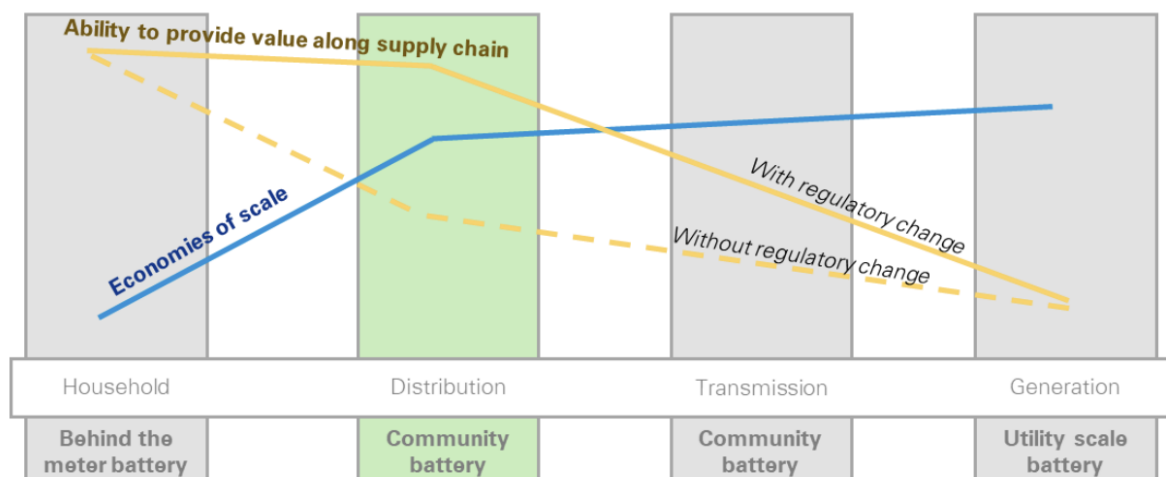 Ability to provide value along supply chain
Economies of scale
With regulatory change
Without regulatory change
Household
Distribution
Transmission
Generation
Behind the
meter battery
Community
battery
Community
battery
Utility scale
battery